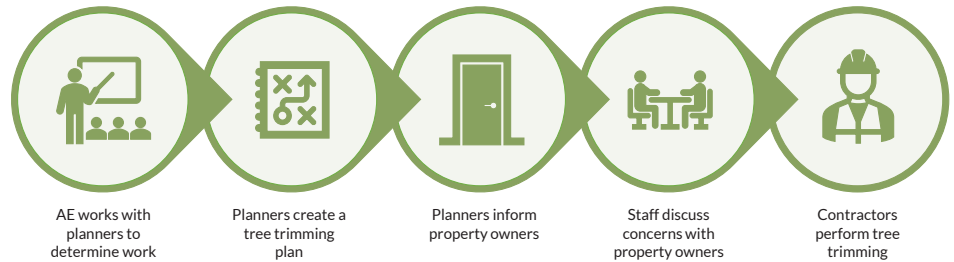 AE works with
planners to
determine work
Planners create a
tree trimming
plan
Planners inform
property owners
Staff discuss
concerns with
property owners
Contractors
perform tree
trimming